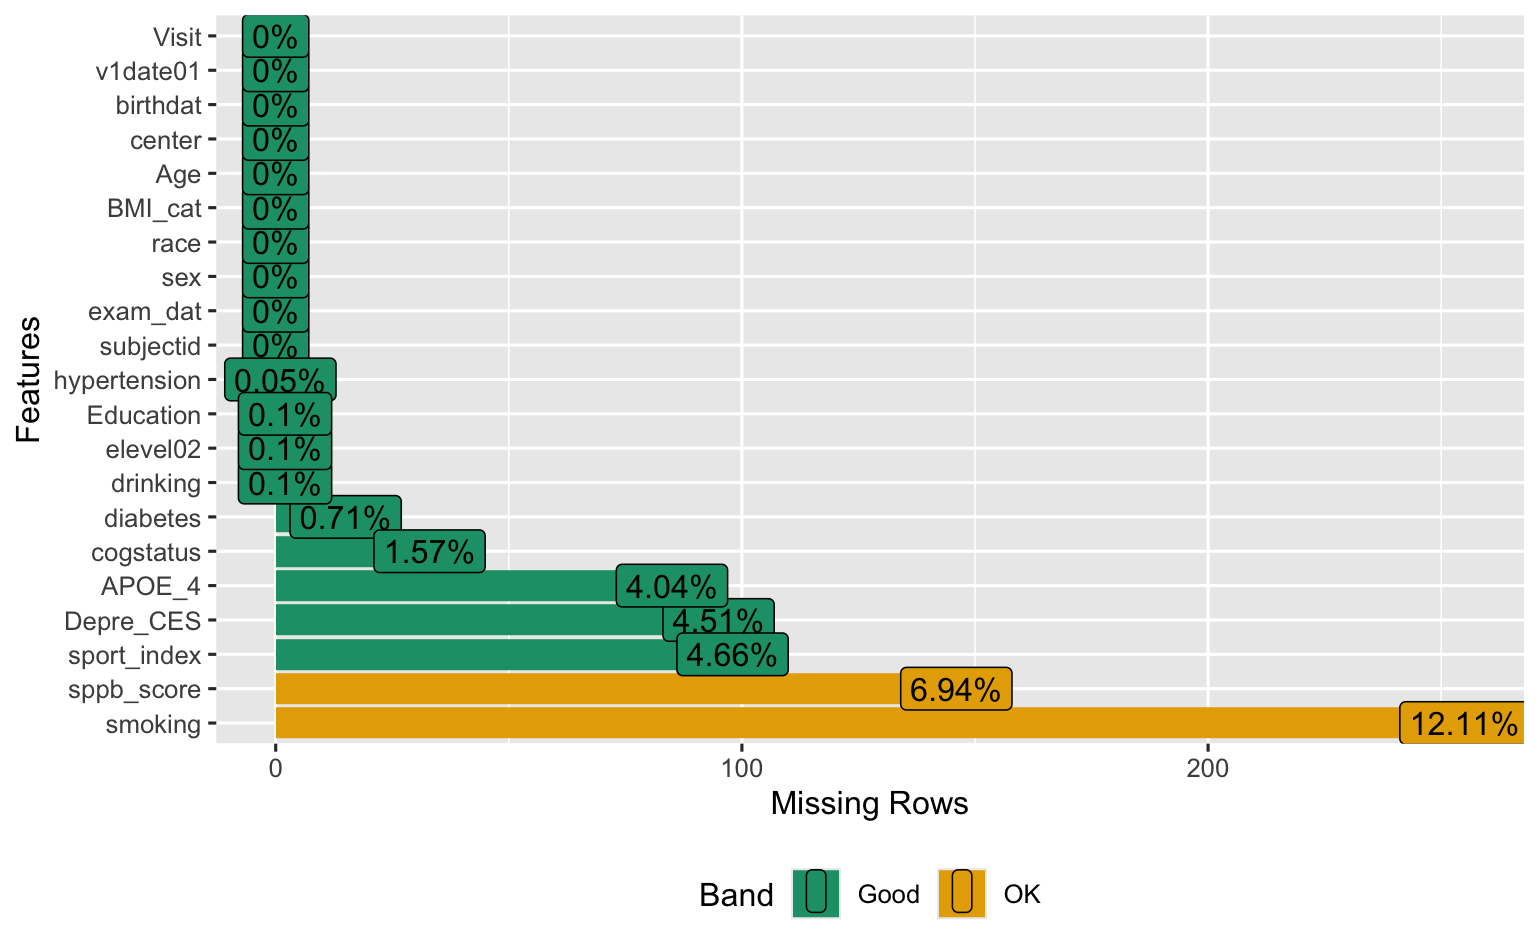 Visit 0%
v1date01 0%
birthdat 0%
center 0%
Age 0%
BMI_cat 0%
race 0%
sex 0%
exam_dat 0%
subjectid 0%
hypertension 0.05%
Education 0.1%
elevel02 0.1%
drinking 0.1%
diabetes 0.71%
cogstatus 1.57%
APOE_4 4.04%
Depre_CES 4.51%
sport_index 4.66%
sppb_score 6.94%
smoking 12.11%
Features
0 100 200
Missing Rows
Band Good OK